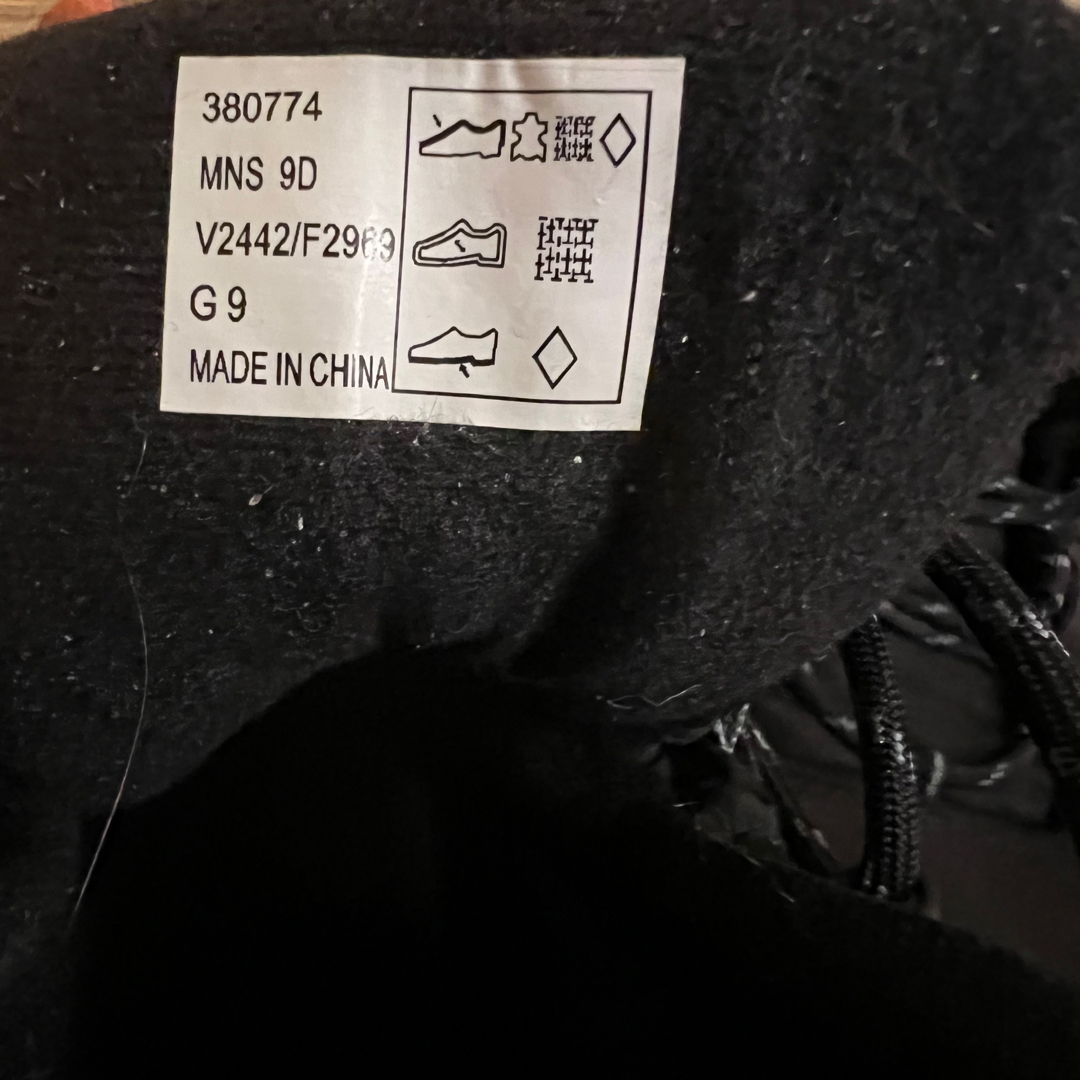 380774
MNS 9D
V2442/F2969
G 9
MADE IN CHINA